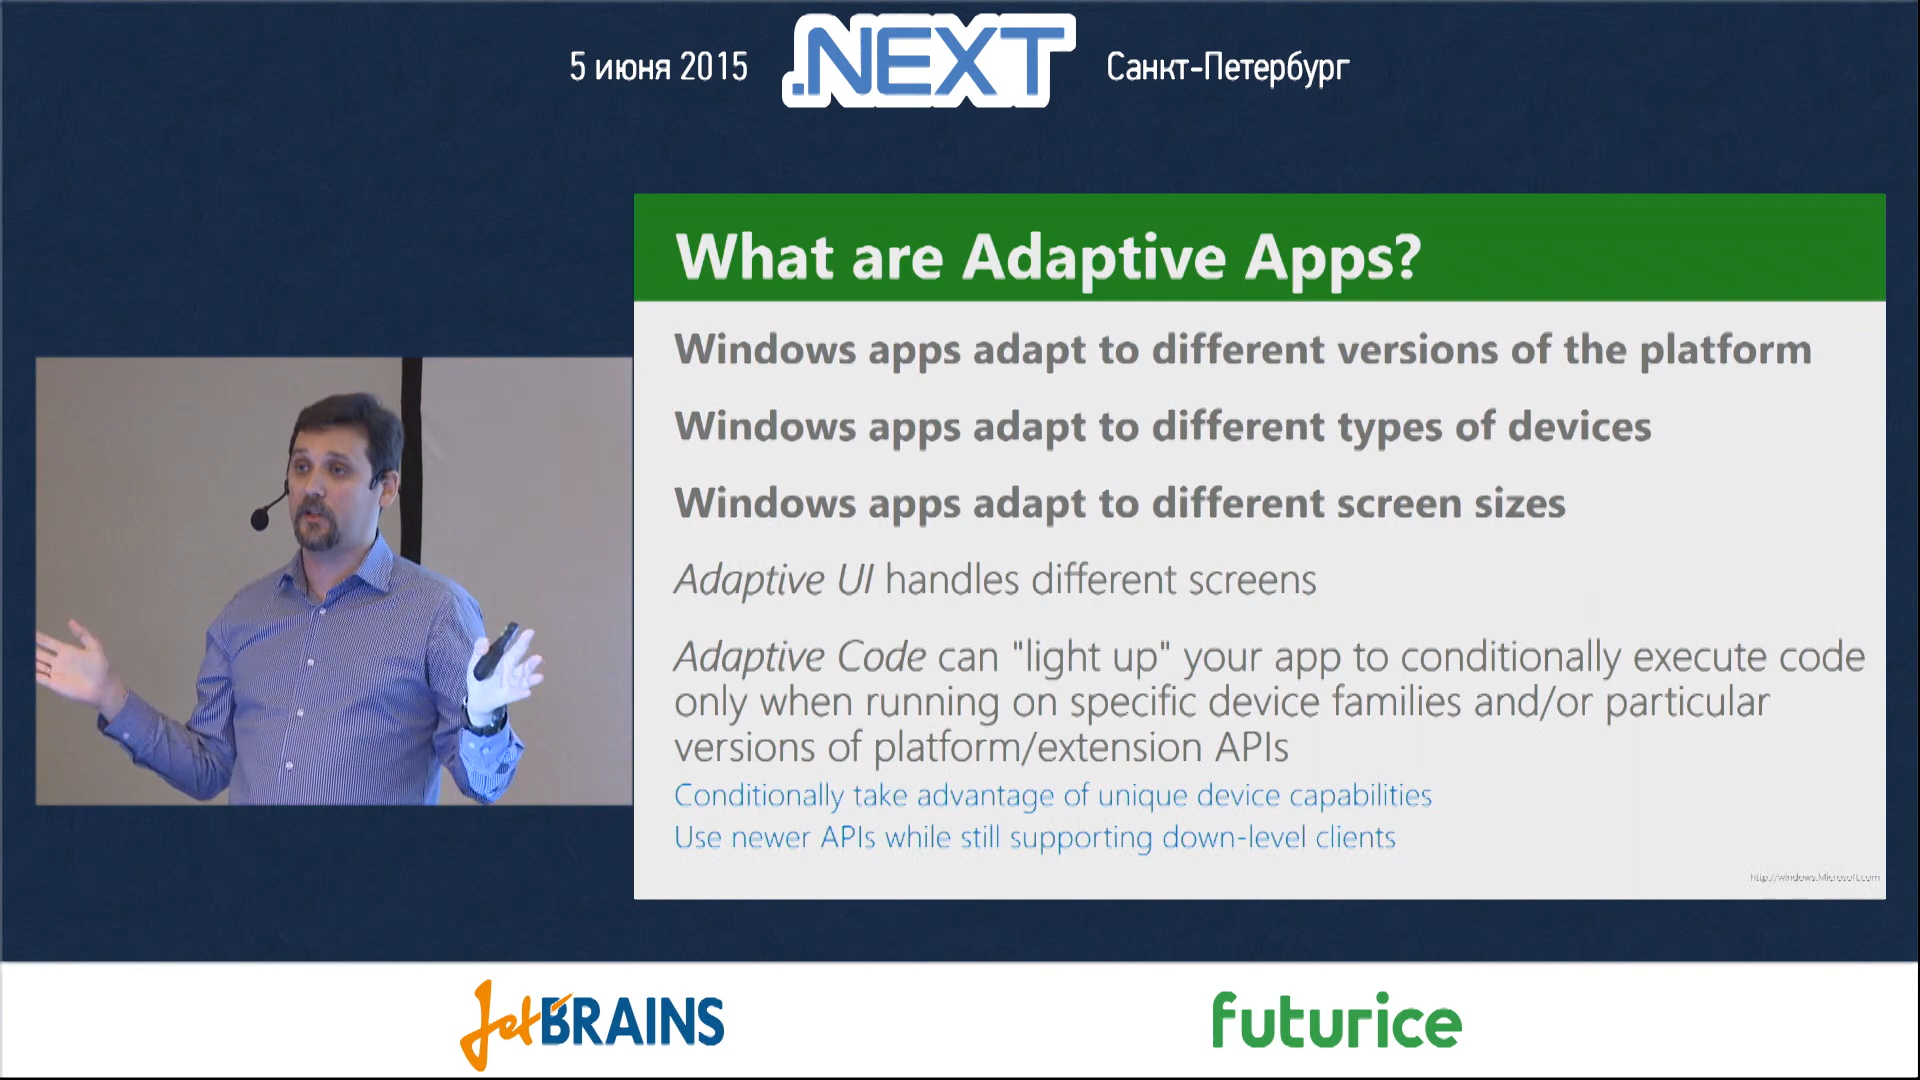 5 июня 2015 .NEXT Санкт-Петербург
What are Adaptive Apps?
Windows apps adapt to different versions of the platform
Windows apps adapt to different types of devices
Windows apps adapt to different screen sizes
Adaptive UI handles different screens
Adaptive Code can "light up" your app to conditionally execute code
only when running on specific device families and/or particular
versions of platform/extension APIs
Conditionally take advantage of unique device capabilities
Use newer APIs while still supporting down-level clients
http://windows.Microsoft.com
JetBRAINS futurice